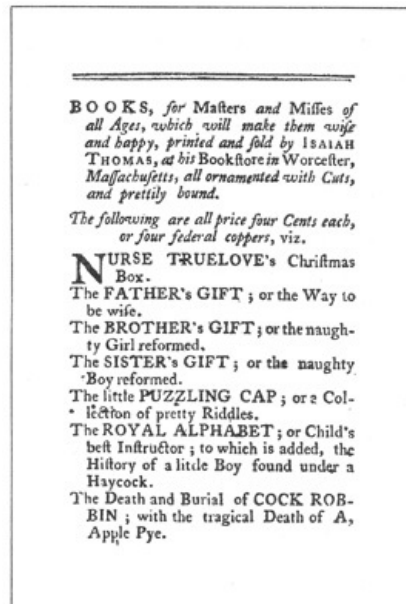 BOOKS, for Maſters and Miſſes of
all Ages, which will make them wiſe
and happy, printed and ſold by ISAIAH
THOMAS, at his Bookſtore in Worceſter,
Maſſachuſetts, all ornamented with Cuts,
and prettily bound.
The following are all price four Cents each,
or four federal coppers, viz.
NURSE TRUELOVE's Chriſtmas
Box.
The FATHER's GIFT ; or the Way to
be wiſe.
The BROTHER's GIFT ; or the naugh-
ty Girl reformed.
The SISTER's GIFT ; or the naughty
Boy reformed.
The little PUZZLING CAP ; or a Col-
lection of pretty Riddles.
The ROYAL ALPHABET ; or Child's
beſt Inſtructor ; to which is added, the
Hiſtory of a little Boy found under a
Haycock.
The Death and Burial of COCK ROB-
BIN ; with the tragical Death of A,
Apple Pye.